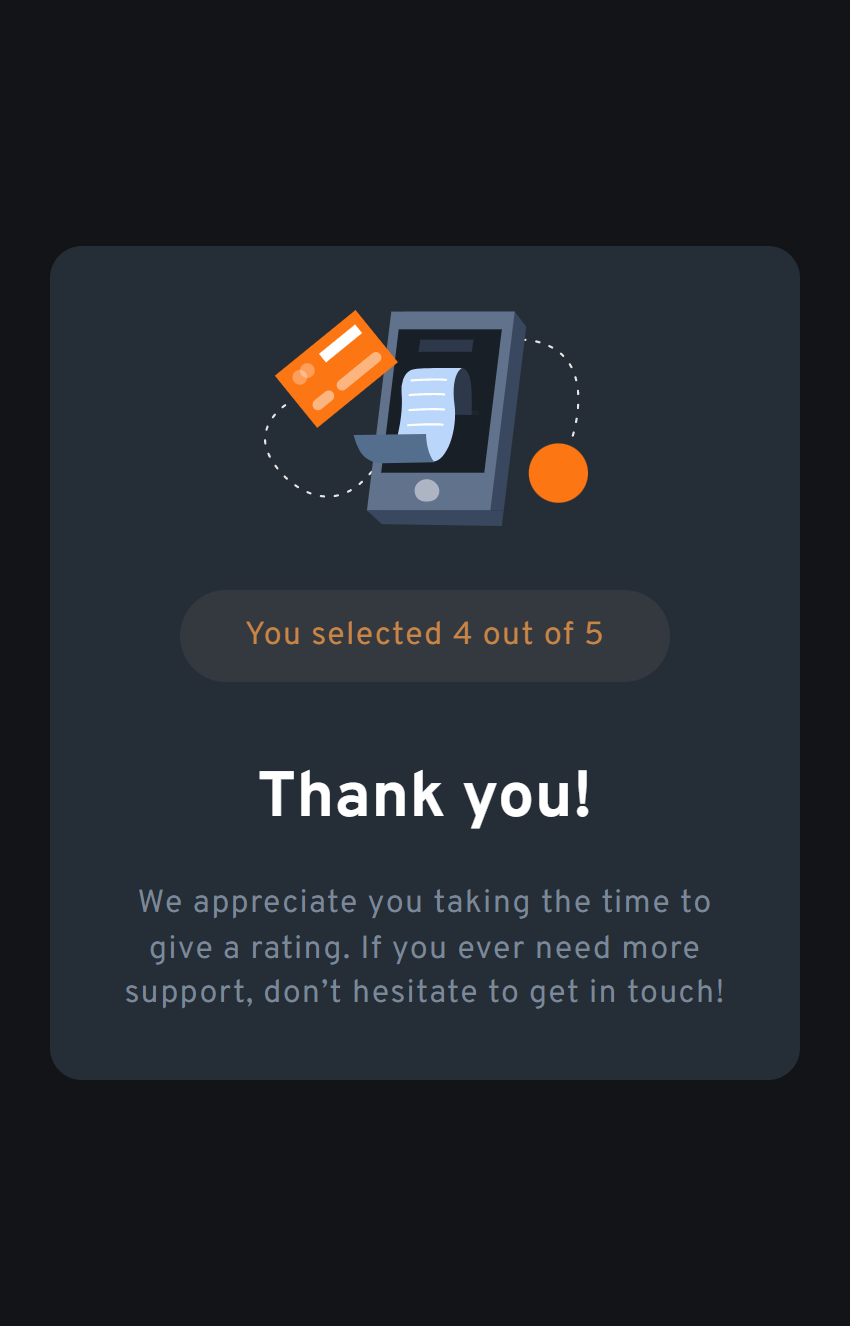 You selected 4 out of 5
Thank you!
We appreciate you taking the time to
give a rating. If you ever need more
support, don’t hesitate to get in touch!